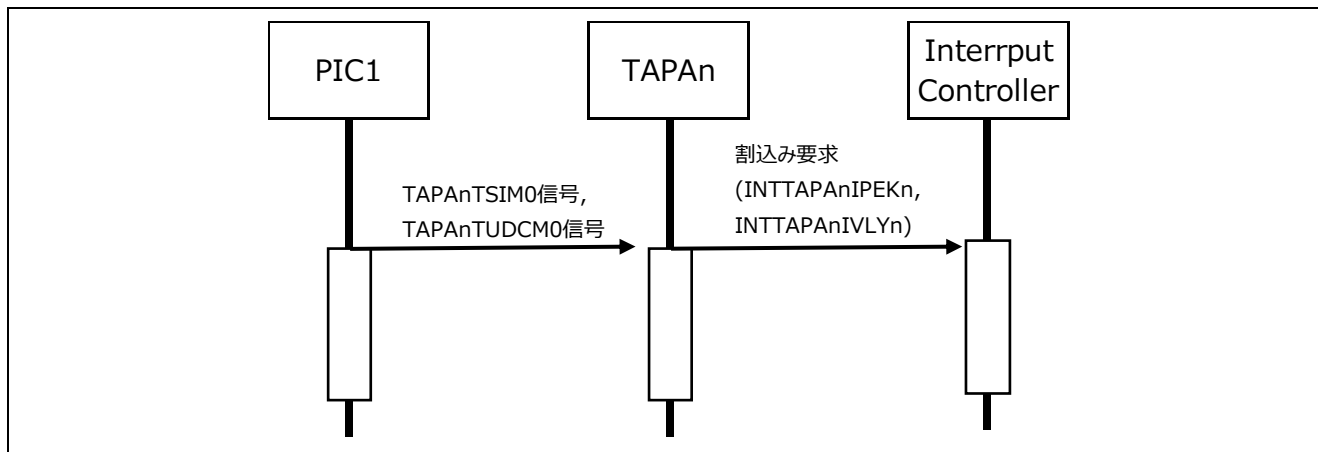 PIC1
TAPAn
Interrput
Controller
TAPAnTSIM0信号,
TAPAnTUDCM0信号
割込み要求
(INTTAPAnIPEKn,
INTTAPAnIVLYn)